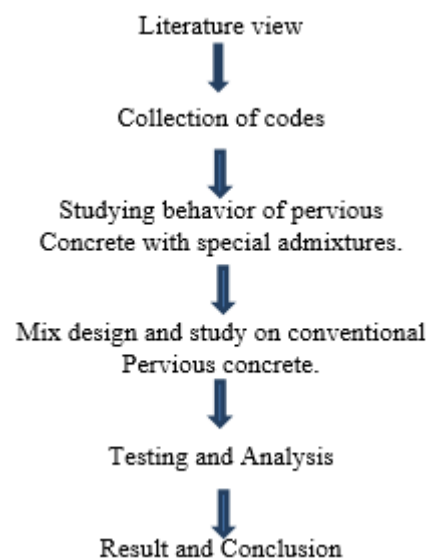 Literature view
Collection of codes
Studying behavior of pervious
Concrete with special admixtures.
Mix design and study on conventional
Pervious concrete.
Testing and Analysis
Result and Conclusion